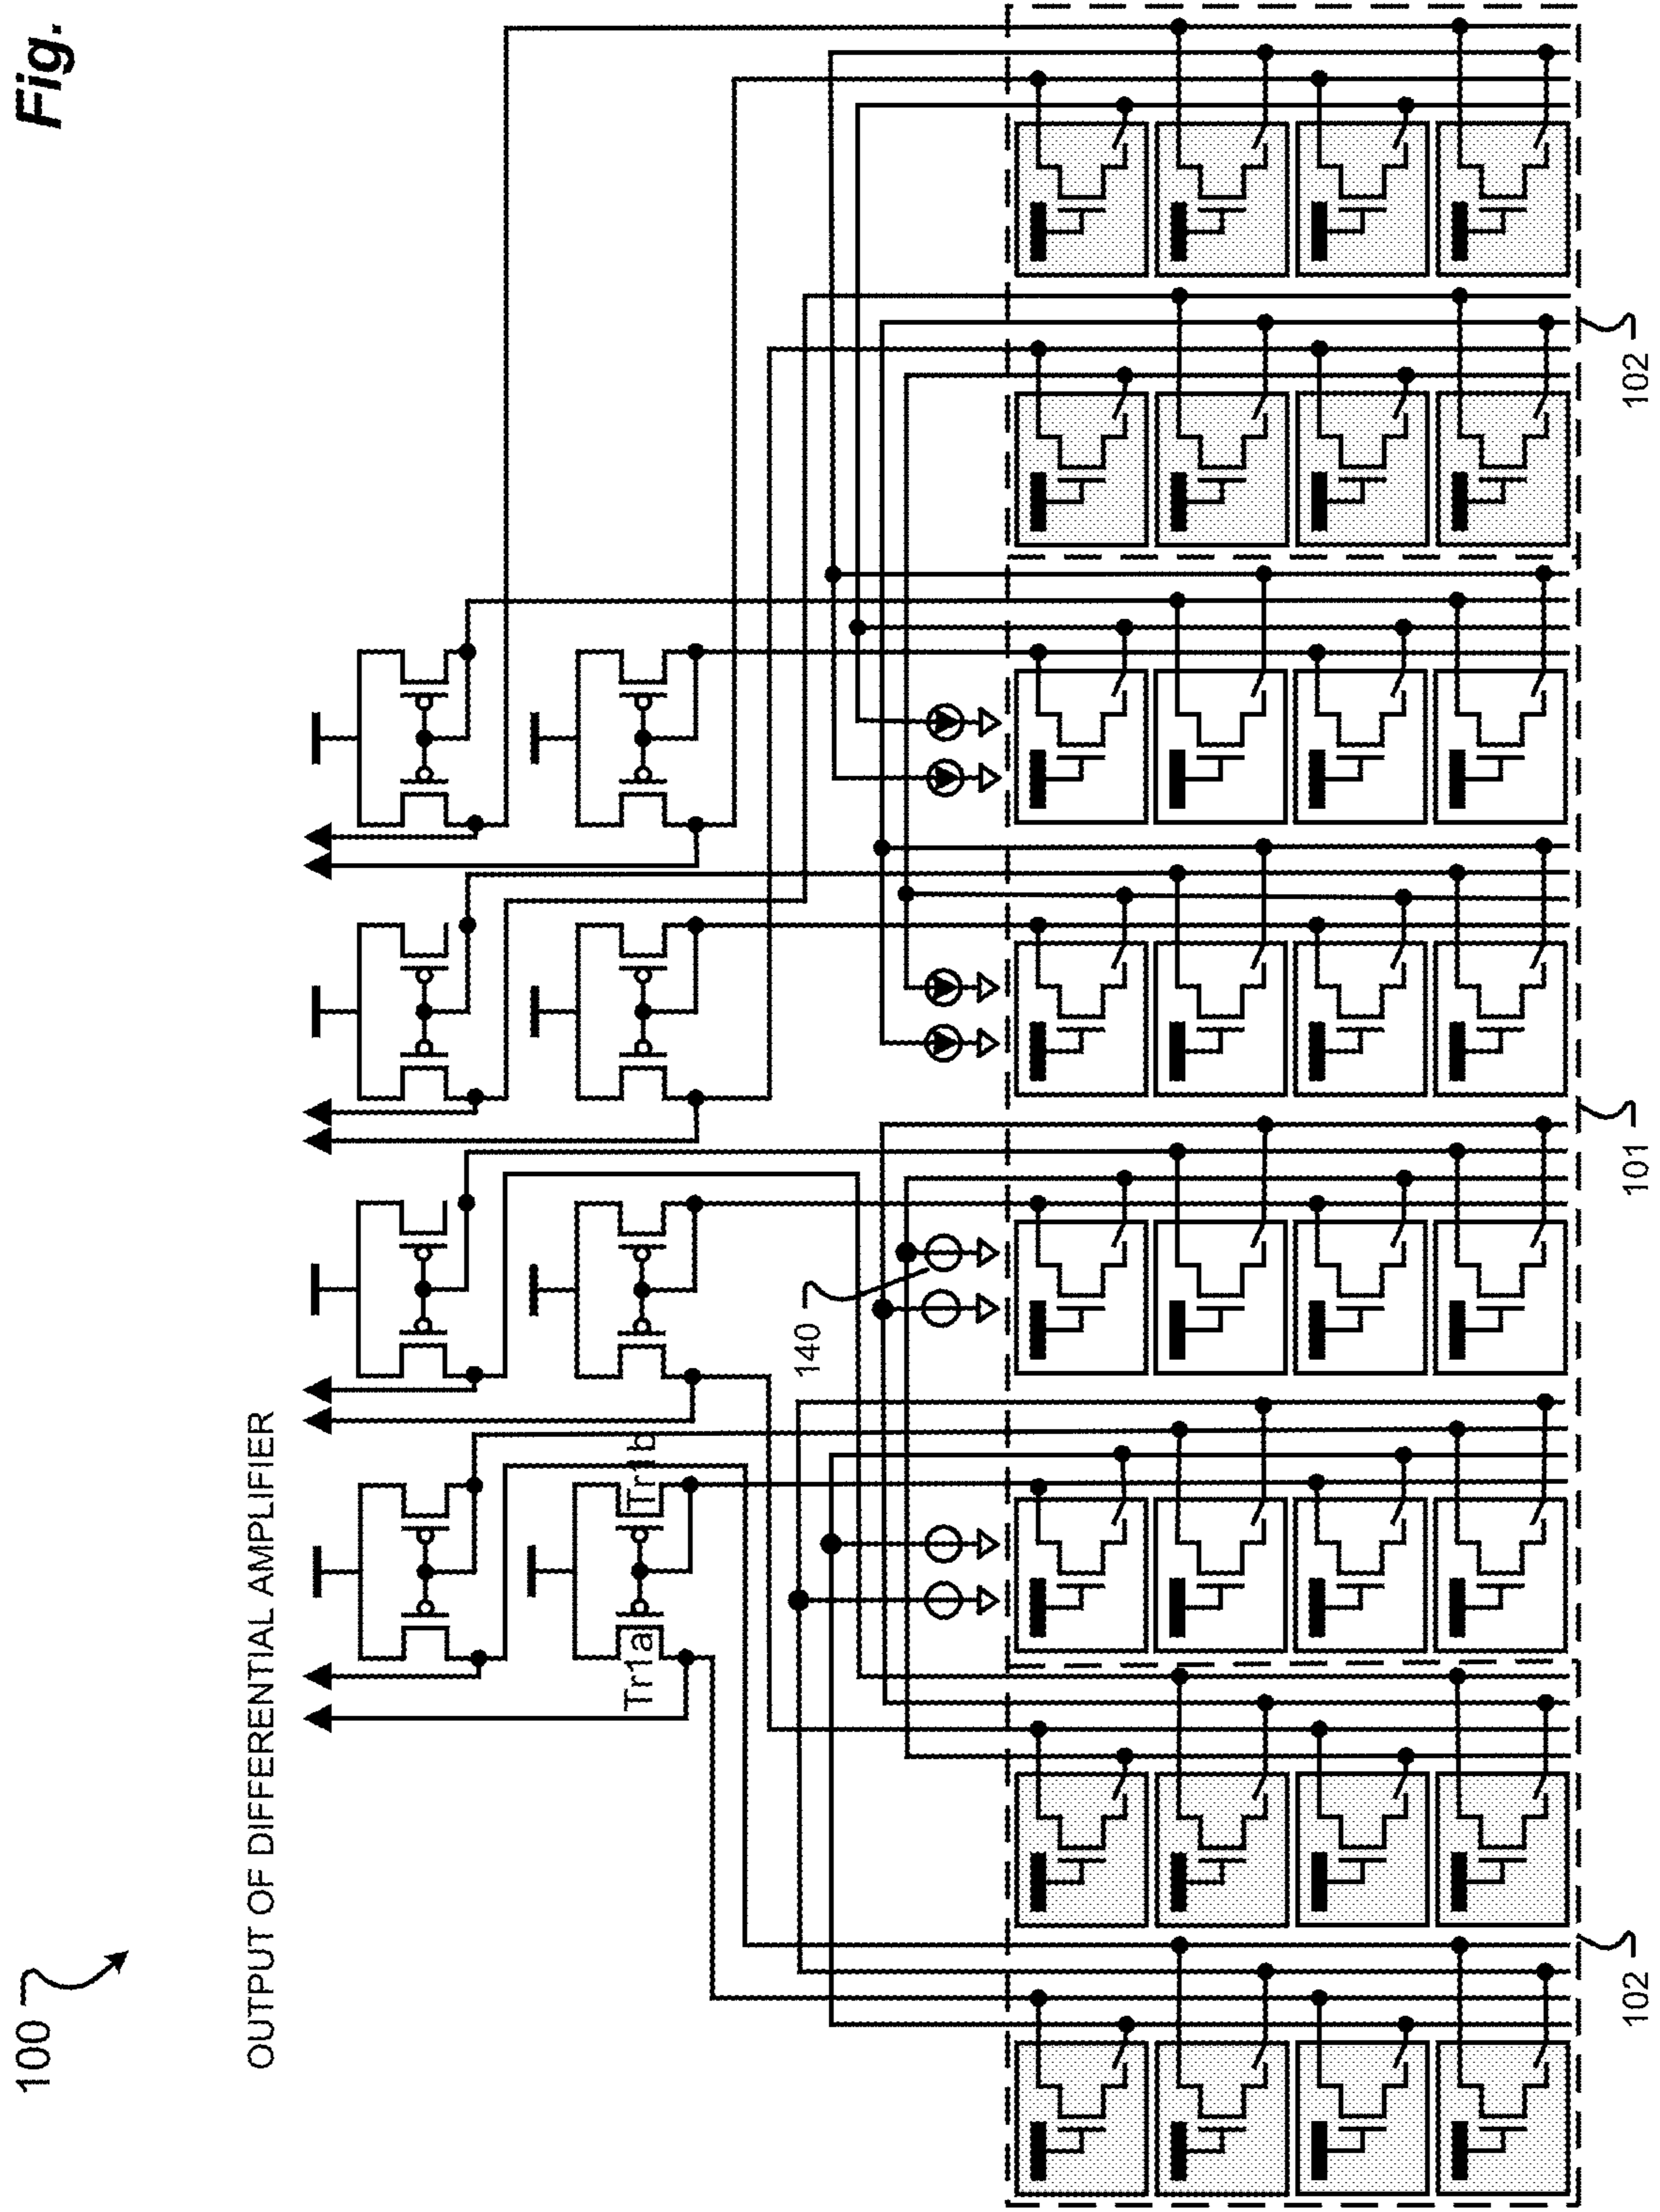 Fig.
100
OUTPUT OF DIFFERENTIAL AMPLIFIER
Tr1a
Tr1b
140
102
101
102